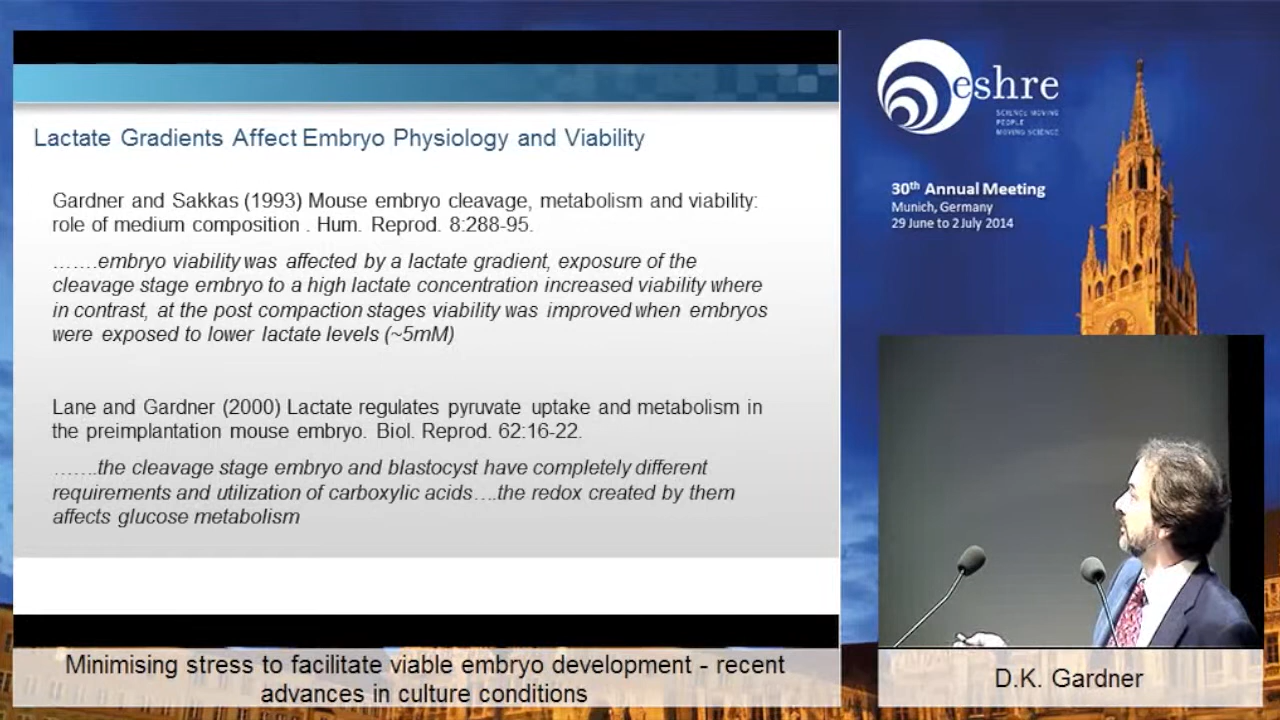 Lactate Gradients Affect Embryo Physiology and Viability
Gardner and Sakkas (1993) Mouse embryo cleavage, metabolism and viability:
role of medium composition . Hum. Reprod. 8:288-95.
…….embryo viability was affected by a lactate gradient, exposure of the
cleavage stage embryo to a high lactate concentration increased viability where
in contrast, at the post compaction stages viability was improved when embryos
were exposed to lower lactate levels (~5mM)
Lane and Gardner (2000) Lactate regulates pyruvate uptake and metabolism in
the preimplantation mouse embryo. Biol. Reprod. 62:16-22.
…….the cleavage stage embryo and blastocyst have completely different
requirements and utilization of carboxylic acids….the redox created by them
affects glucose metabolism
Minimising stress to facilitate viable embryo development - recent
advances in culture conditions
eshre
SCIENCE MOVING
PEOPLE
MOVING SCIENCE
30th Annual Meeting
Munich, Germany
29 June to 2 July 2014
D.K. Gardner